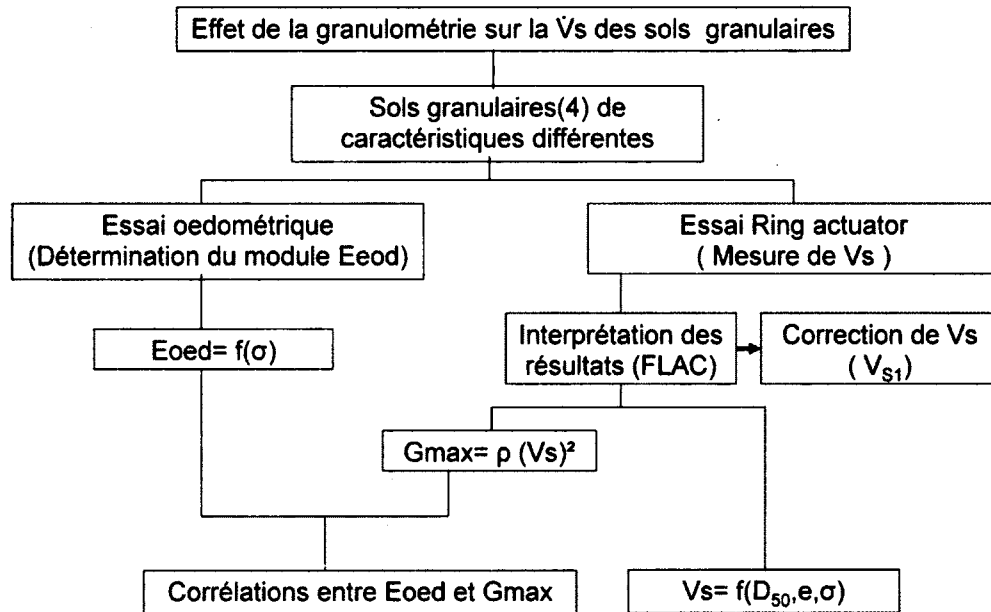 Effet de la granulométrie sur la Vs des sols granulaires
Sols granulaires(4) de
caractéristiques différentes
Essai oedométrique
(Détermination du module Eeod)
Essai Ring actuator
( Mesure de Vs )
Eoed= f(σ)
Interprétation des
résultats (FLAC)
Correction de Vs
( V_S1)
Gmax= ρ (Vs)²
Corrélations entre Eoed et Gmax
Vs= f(D₅₀,e,σ)